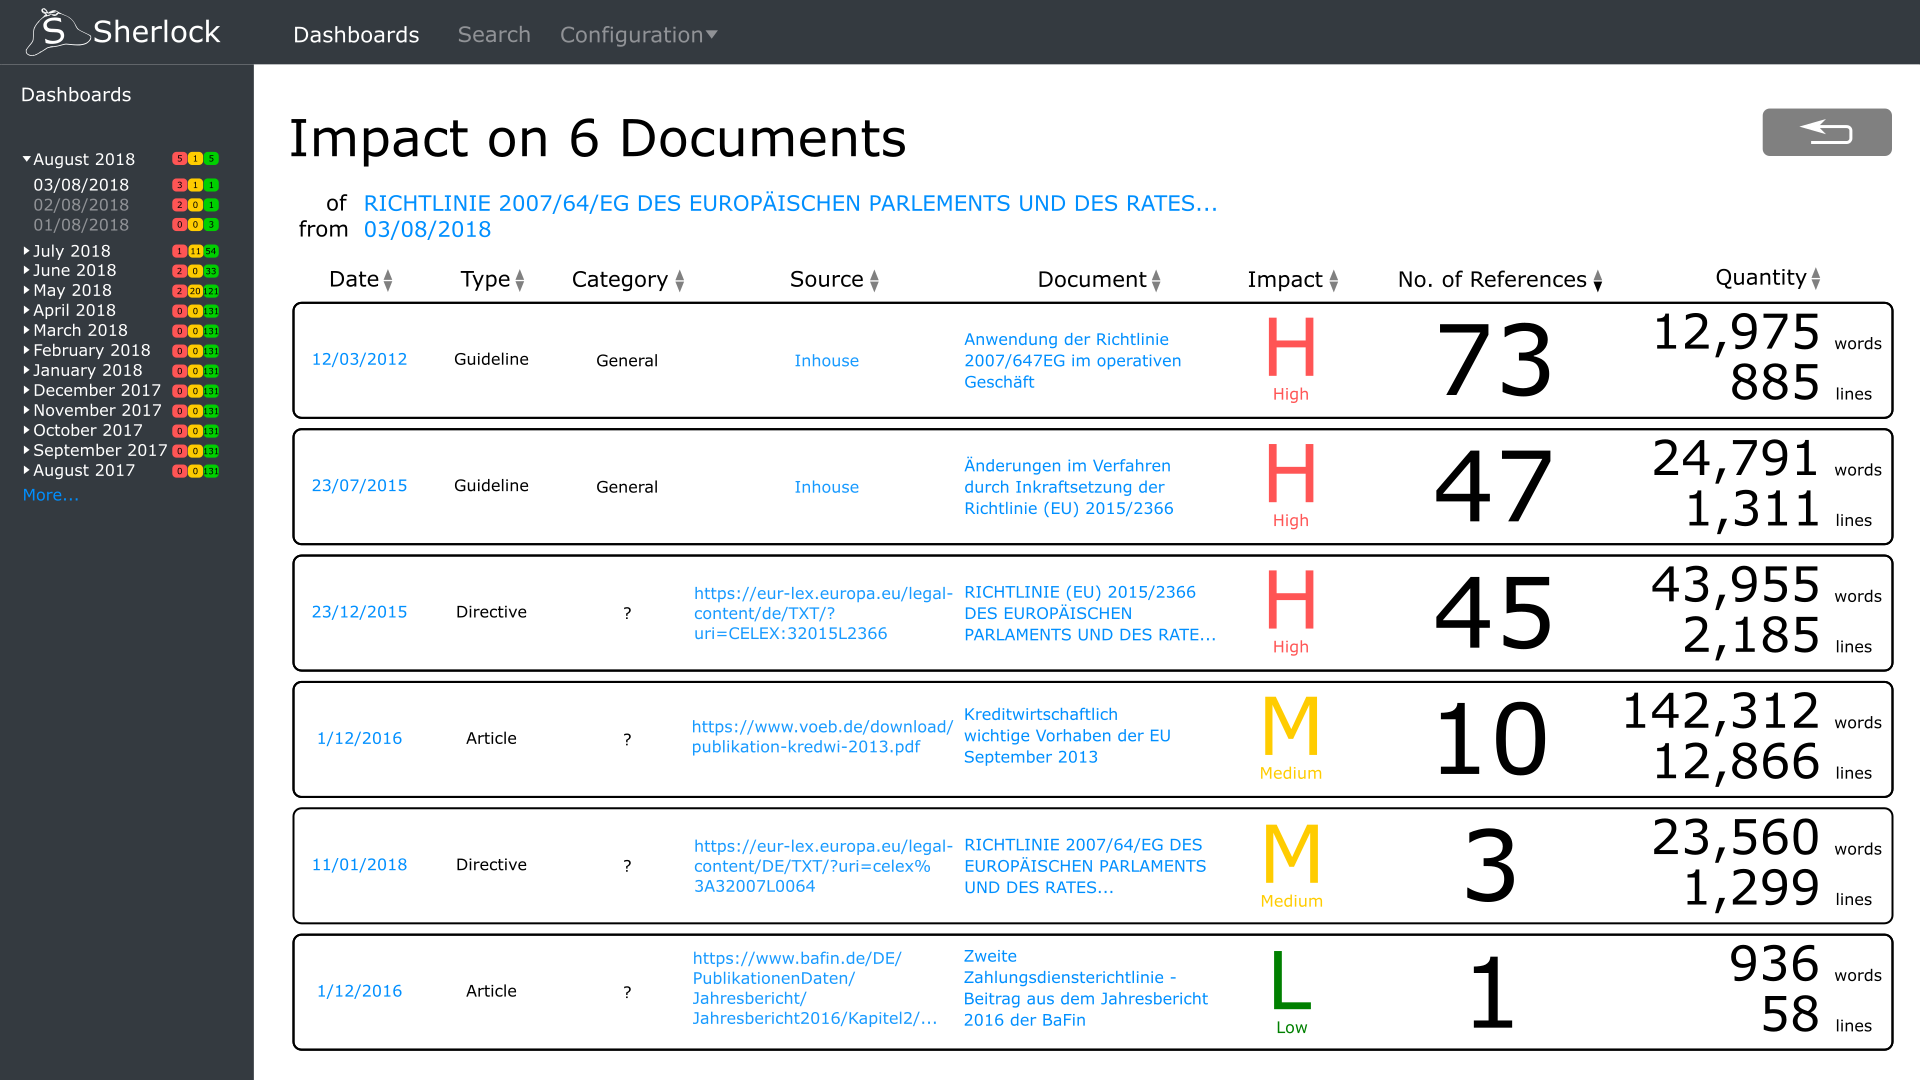 S Sherlock
Dashboards Search Configuration
Dashboards
August 2018 5 1 5
03/08/2018 3 1 1
02/08/2018 2 0 1
01/08/2018 0 0 3
July 2018 1 11 54
June 2018 2 0 33
May 2018 2 20 121
April 2018 0 0 131
March 2018 0 0 131
February 2018 0 0 131
January 2018 0 0 131
December 2017 0 0 131
November 2017 0 0 131
October 2017 0 0 131
September 2017 0 0 131
August 2017 0 0 131
More...
Impact on 6 Documents
of RICHTLINIE 2007/64/EG DES EUROPÄISCHEN PARLEMENTS UND DES RATES...
from 03/08/2018
Date Type Category Source Document Impact No. of References Quantity
12/03/2012
Guideline
General
Inhouse
Anwendung der Richtlinie
2007/647EG im operativen
Geschäft
H
High
73
12,975 words
885 lines
23/07/2015
Guideline
General
Inhouse
Änderungen im Verfahren
durch Inkraftsetzung der
Richtlinie (EU) 2015/2366
H
High
47
24,791 words
1,311 lines
23/12/2015
Directive
?
https://eur-lex.europa.eu/legal-
content/de/TXT/?
uri=CELEX:32015L2366
RICHTLINIE (EU) 2015/2366
DES EUROPÄISCHEN
PARLAMENTS UND DES RATE...
H
High
45
43,955 words
2,185 lines
1/12/2016
Article
?
https://www.voeb.de/download/
publikation-kredwi-2013.pdf
Kreditwirtschaftlich
wichtige Vorhaben der EU
September 2013
M
Medium
10
142,312 words
12,866 lines
11/01/2018
Directive
?
https://eur-lex.europa.eu/legal-
content/DE/TXT/?uri=celex%
3A32007L0064
RICHTLINIE 2007/64/EG DES
EUROPÄISCHEN PARLAMENTS
UND DES RATES...
M
Medium
3
23,560 words
1,299 lines
1/12/2016
Article
?
https://www.bafin.de/DE/
PublikationenDaten/
Jahresbericht/
Jahresbericht2016/Kapitel2/...
Zweite
Zahlungsdiensterichtlinie -
Beitrag aus dem Jahresbericht
2016 der BaFin
L
Low
1
936 words
58 lines